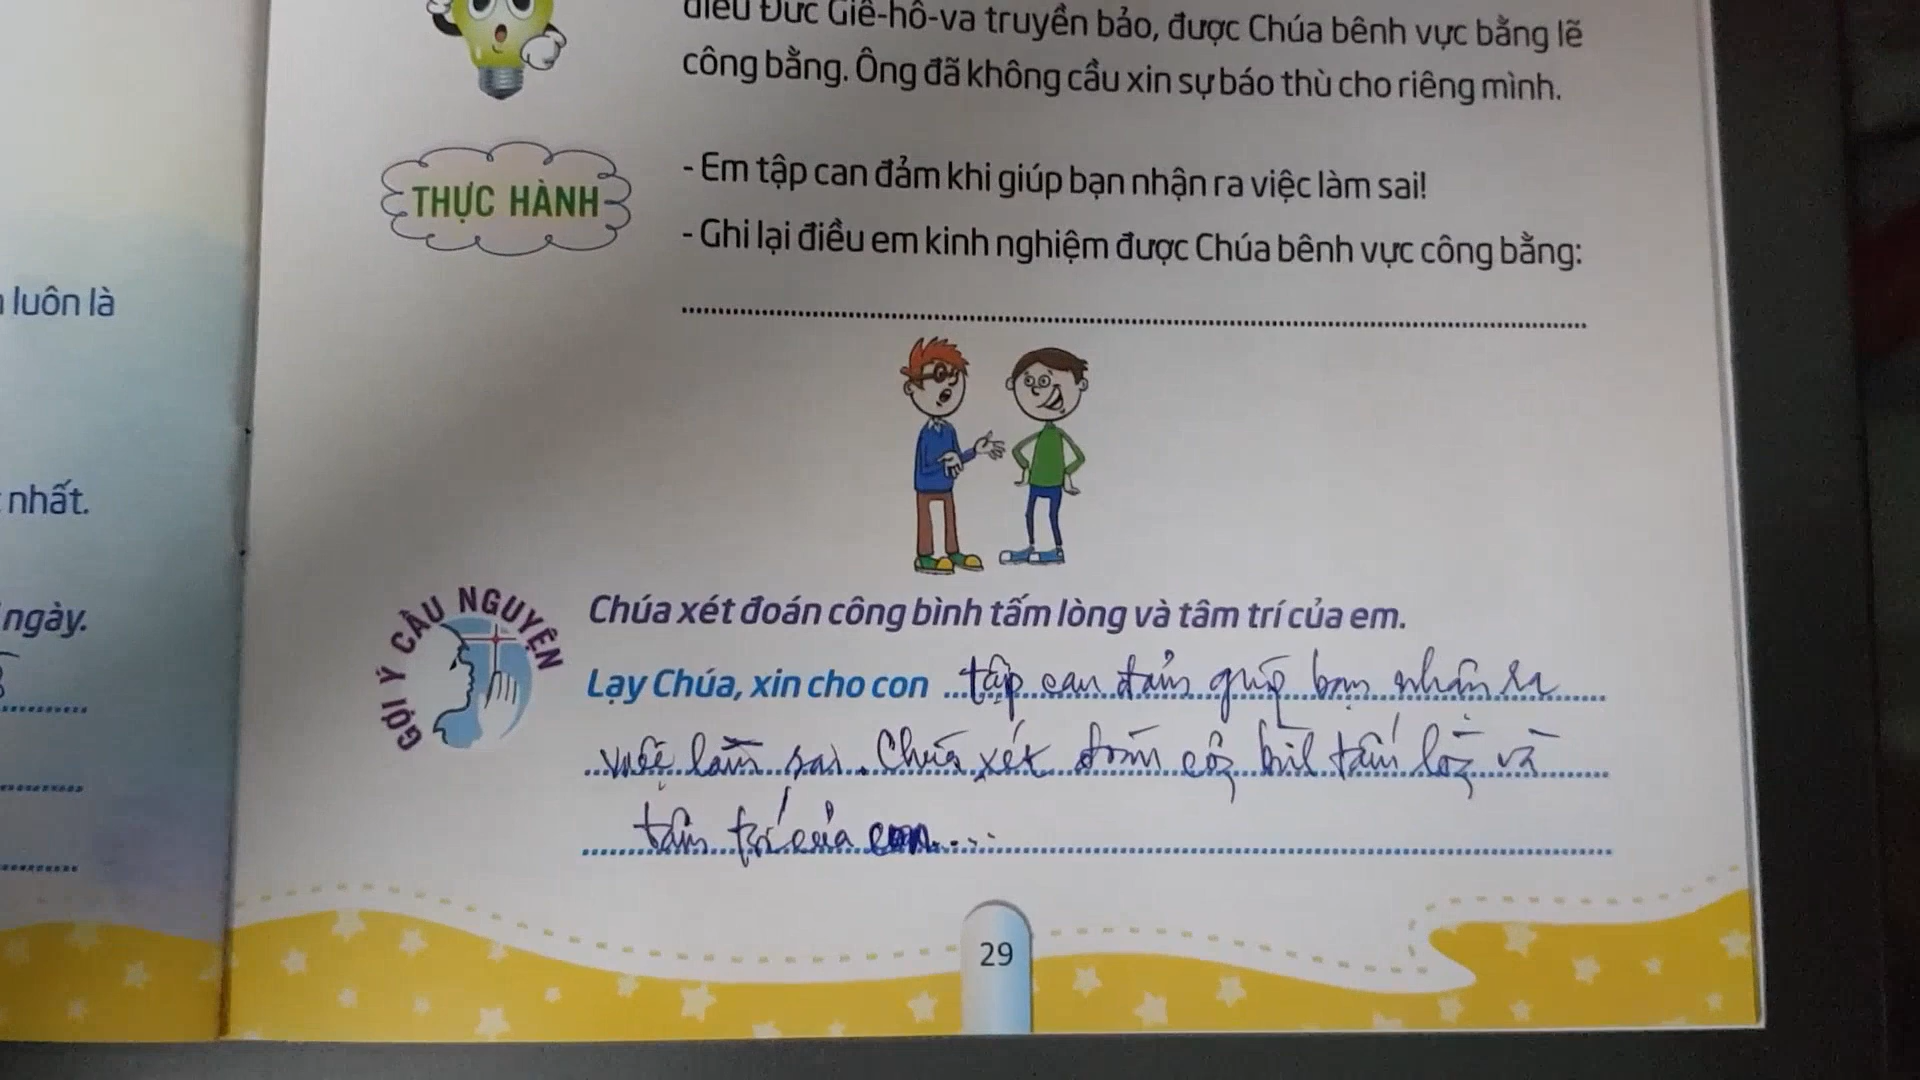 điều Đức Giê-hô-va truyền bảo, được Chúa bênh vực bằng lẽ
công bằng. Ông đã không cầu xin sự báo thù cho riêng mình.
THỰC HÀNH
- Em tập can đảm khi giúp bạn nhận ra việc làm sai!
- Ghi lại điều em kinh nghiệm được Chúa bênh vực công bằng:
luôn là
nhất.
ngày.
GỢI Ý CẦU NGUYỆN
Chúa xét đoán công bình tấm lòng và tâm trí của em.
Lạy Chúa, xin cho con tập can đảm giúp bạn nhận ra
việc làm sai. Chúa xét đoán công bình tấm lòng và
tâm trí của con...
29